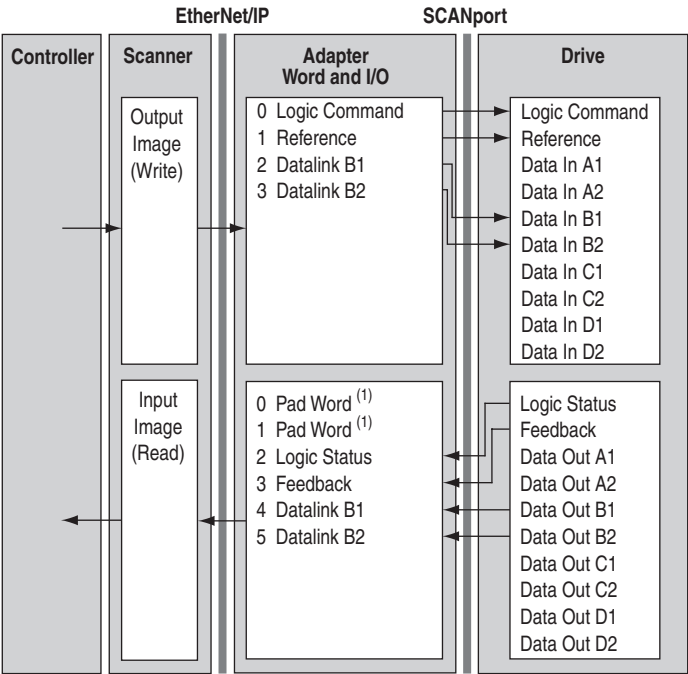 EtherNet/IP SCANport
Controller Scanner Adapter Word and I/O Drive
Output Image (Write)
0 Logic Command
1 Reference
2 Datalink B1
3 Datalink B2
Logic Command
Reference
Data In A1
Data In A2
Data In B1
Data In B2
Data In C1
Data In C2
Data In D1
Data In D2
Input Image (Read)
0 Pad Word (1)
1 Pad Word (1)
2 Logic Status
3 Feedback
4 Datalink B1
5 Datalink B2
Logic Status
Feedback
Data Out A1
Data Out A2
Data Out B1
Data Out B2
Data Out C1
Data Out C2
Data Out D1
Data Out D2